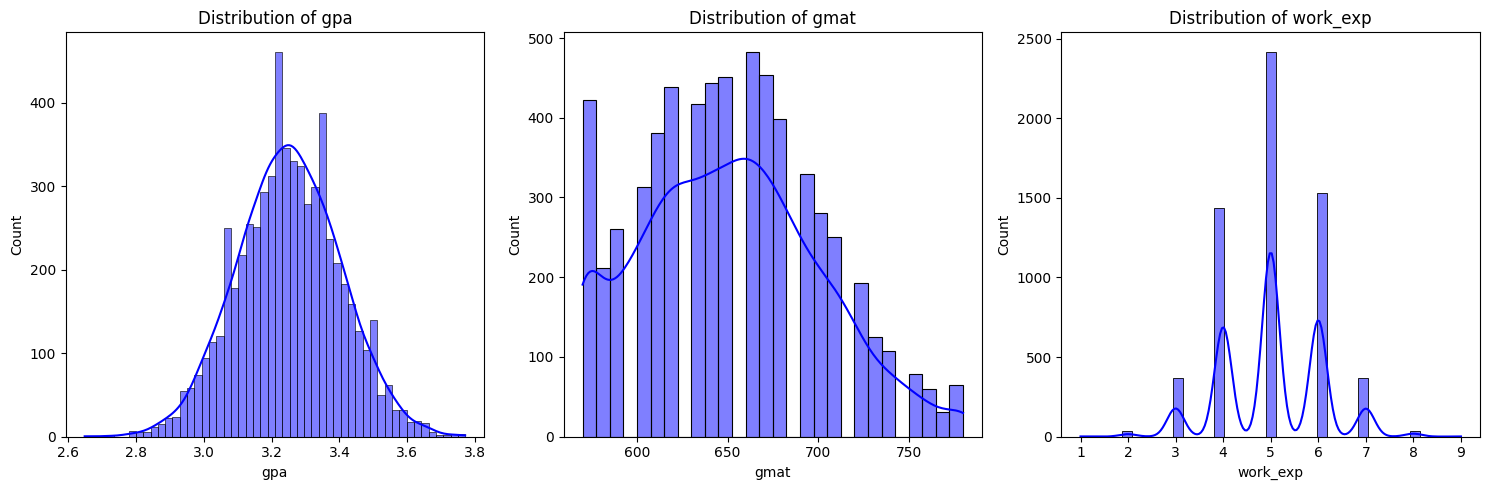 Distribution of gpa
Count
400
300
200
100
0
2.6 2.8 3.0 3.2 3.4 3.6 3.8
gpa
Distribution of gmat
Count
500
400
300
200
100
0
600 650 700 750
gmat
Distribution of work_exp
Count
2500
2000
1500
1000
500
0
1 2 3 4 5 6 7 8 9
work_exp